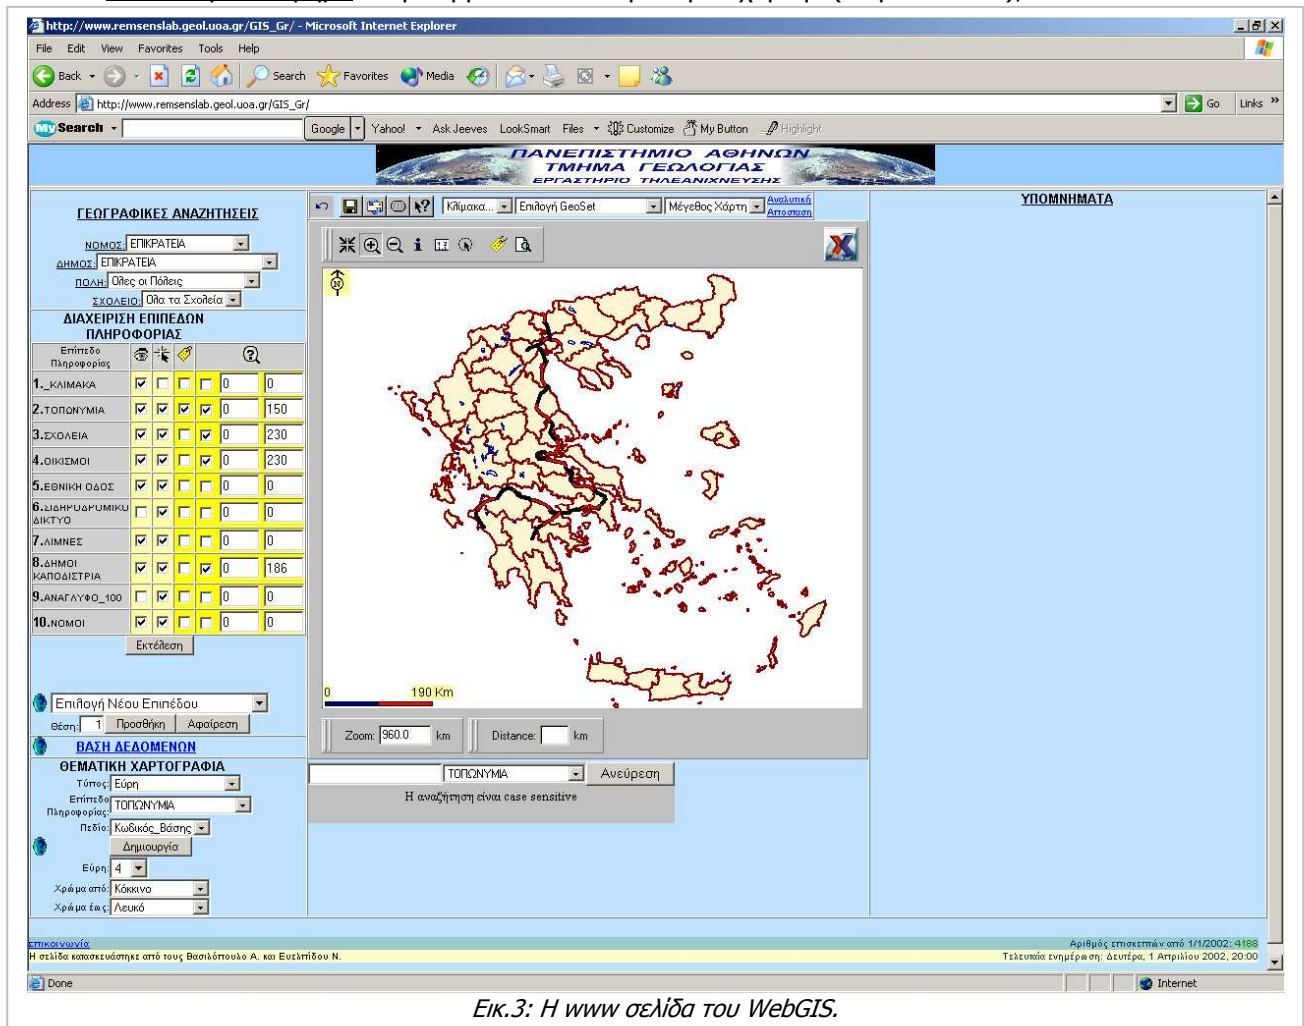 http://www.remsenslab.geol.uoa.gr/GIS_Gr/ - Microsoft Internet Explorer
File Edit View Favorites Tools Help
Back Search Favorites Media
Address http://www.remsenslab.geol.uoa.gr/GIS_Gr/ Go Links »
My Search Google Yahoo! Ask Jeeves LookSmart Files Customize My Button Highlight
ΠΑΝΕΠΙΣΤΗΜΙΟ ΑΘΗΝΩΝ
ΤΜΗΜΑ ΓΕΩΛΟΓΙΑΣ
ΕΡΓΑΣΤΗΡΙΟ ΤΗΛΕΑΝΙΧΝΕΥΣΗΣ
ΓΕΩΓΡΑΦΙΚΕΣ ΑΝΑΖΗΤΗΣΕΙΣ
ΝΟΜΟΣ: ΕΠΙΚΡΑΤΕΙΑ
ΔΗΜΟΣ: ΕΠΙΚΡΑΤΕΙΑ
ΠΟΛΗ: Όλες οι Πόλεις
ΣΧΟΛΕΙΟ: Όλα τα Σχολεία
ΔΙΑΧΕΙΡΙΣΗ ΕΠΙΠΕΔΩΝ
ΠΛΗΡΟΦΟΡΙΑΣ
Επίπεδο
Πληροφορίας
1._ΚΛΙΜΑΚΑ 0 0
2.ΤΟΠΩΝΥΜΙΑ 0 150
3.ΣΧΟΛΕΙΑ 0 230
4.ΟΙΚΙΣΜΟΙ 0 230
5.ΕΘΝΙΚΗ ΟΔΟΣ 0 0
6.ΣΙΔΗΡΟΔΡΟΜΙΚΟ
ΔΙΚΤΥΟ 0 0
7.ΛΙΜΝΕΣ 0 0
8.ΔΗΜΟΙ
ΚΑΠΟΔΙΣΤΡΙΑ 0 186
9.ΑΝΑΓΛΥΦΟ_100 0 0
10.ΝΟΜΟΙ 0 0
Εκτέλεση
Επιλογή Νέου Επιπέδου
Θέση: 1 Προσθήκη Αφαίρεση
ΒΑΣΗ ΔΕΔΟΜΕΝΩΝ
ΘΕΜΑΤΙΚΗ ΧΑΡΤΟΓΡΑΦΙΑ
Τύπος: Εύρη
Επίπεδο
Πληροφορίας: ΤΟΠΩΝΥΜΙΑ
Πεδίο: Κωδικός_Βάσης
Δημιουργία
Εύρη: 4
Χρώμα από: Κόκκινο
Χρώμα έως: Λευκό
Κλίμακα... Επιλογή GeoSet Μέγεθος Χάρτη Αναλυτική
Απόσταση
N
0 190 Km
Zoom: 960.0 km Distance: km
ΤΟΠΩΝΥΜΙΑ Ανεύρεση
Η αναζήτηση είναι case sensitive
ΥΠΟΜΝΗΜΑΤΑ
επικοινωνία Αριθμός επισκεπών από 1/1/2002: 4188
Η σελίδα κατασκευάστηκε από τους Βασιλόπουλο Α. και Ευελπίδου Ν. Τελευταία ενημέρωση: Δευτέρα, 1 Απριλίου 2002, 20:00
Done Internet
Εικ.3: Η www σελίδα του WebGIS.